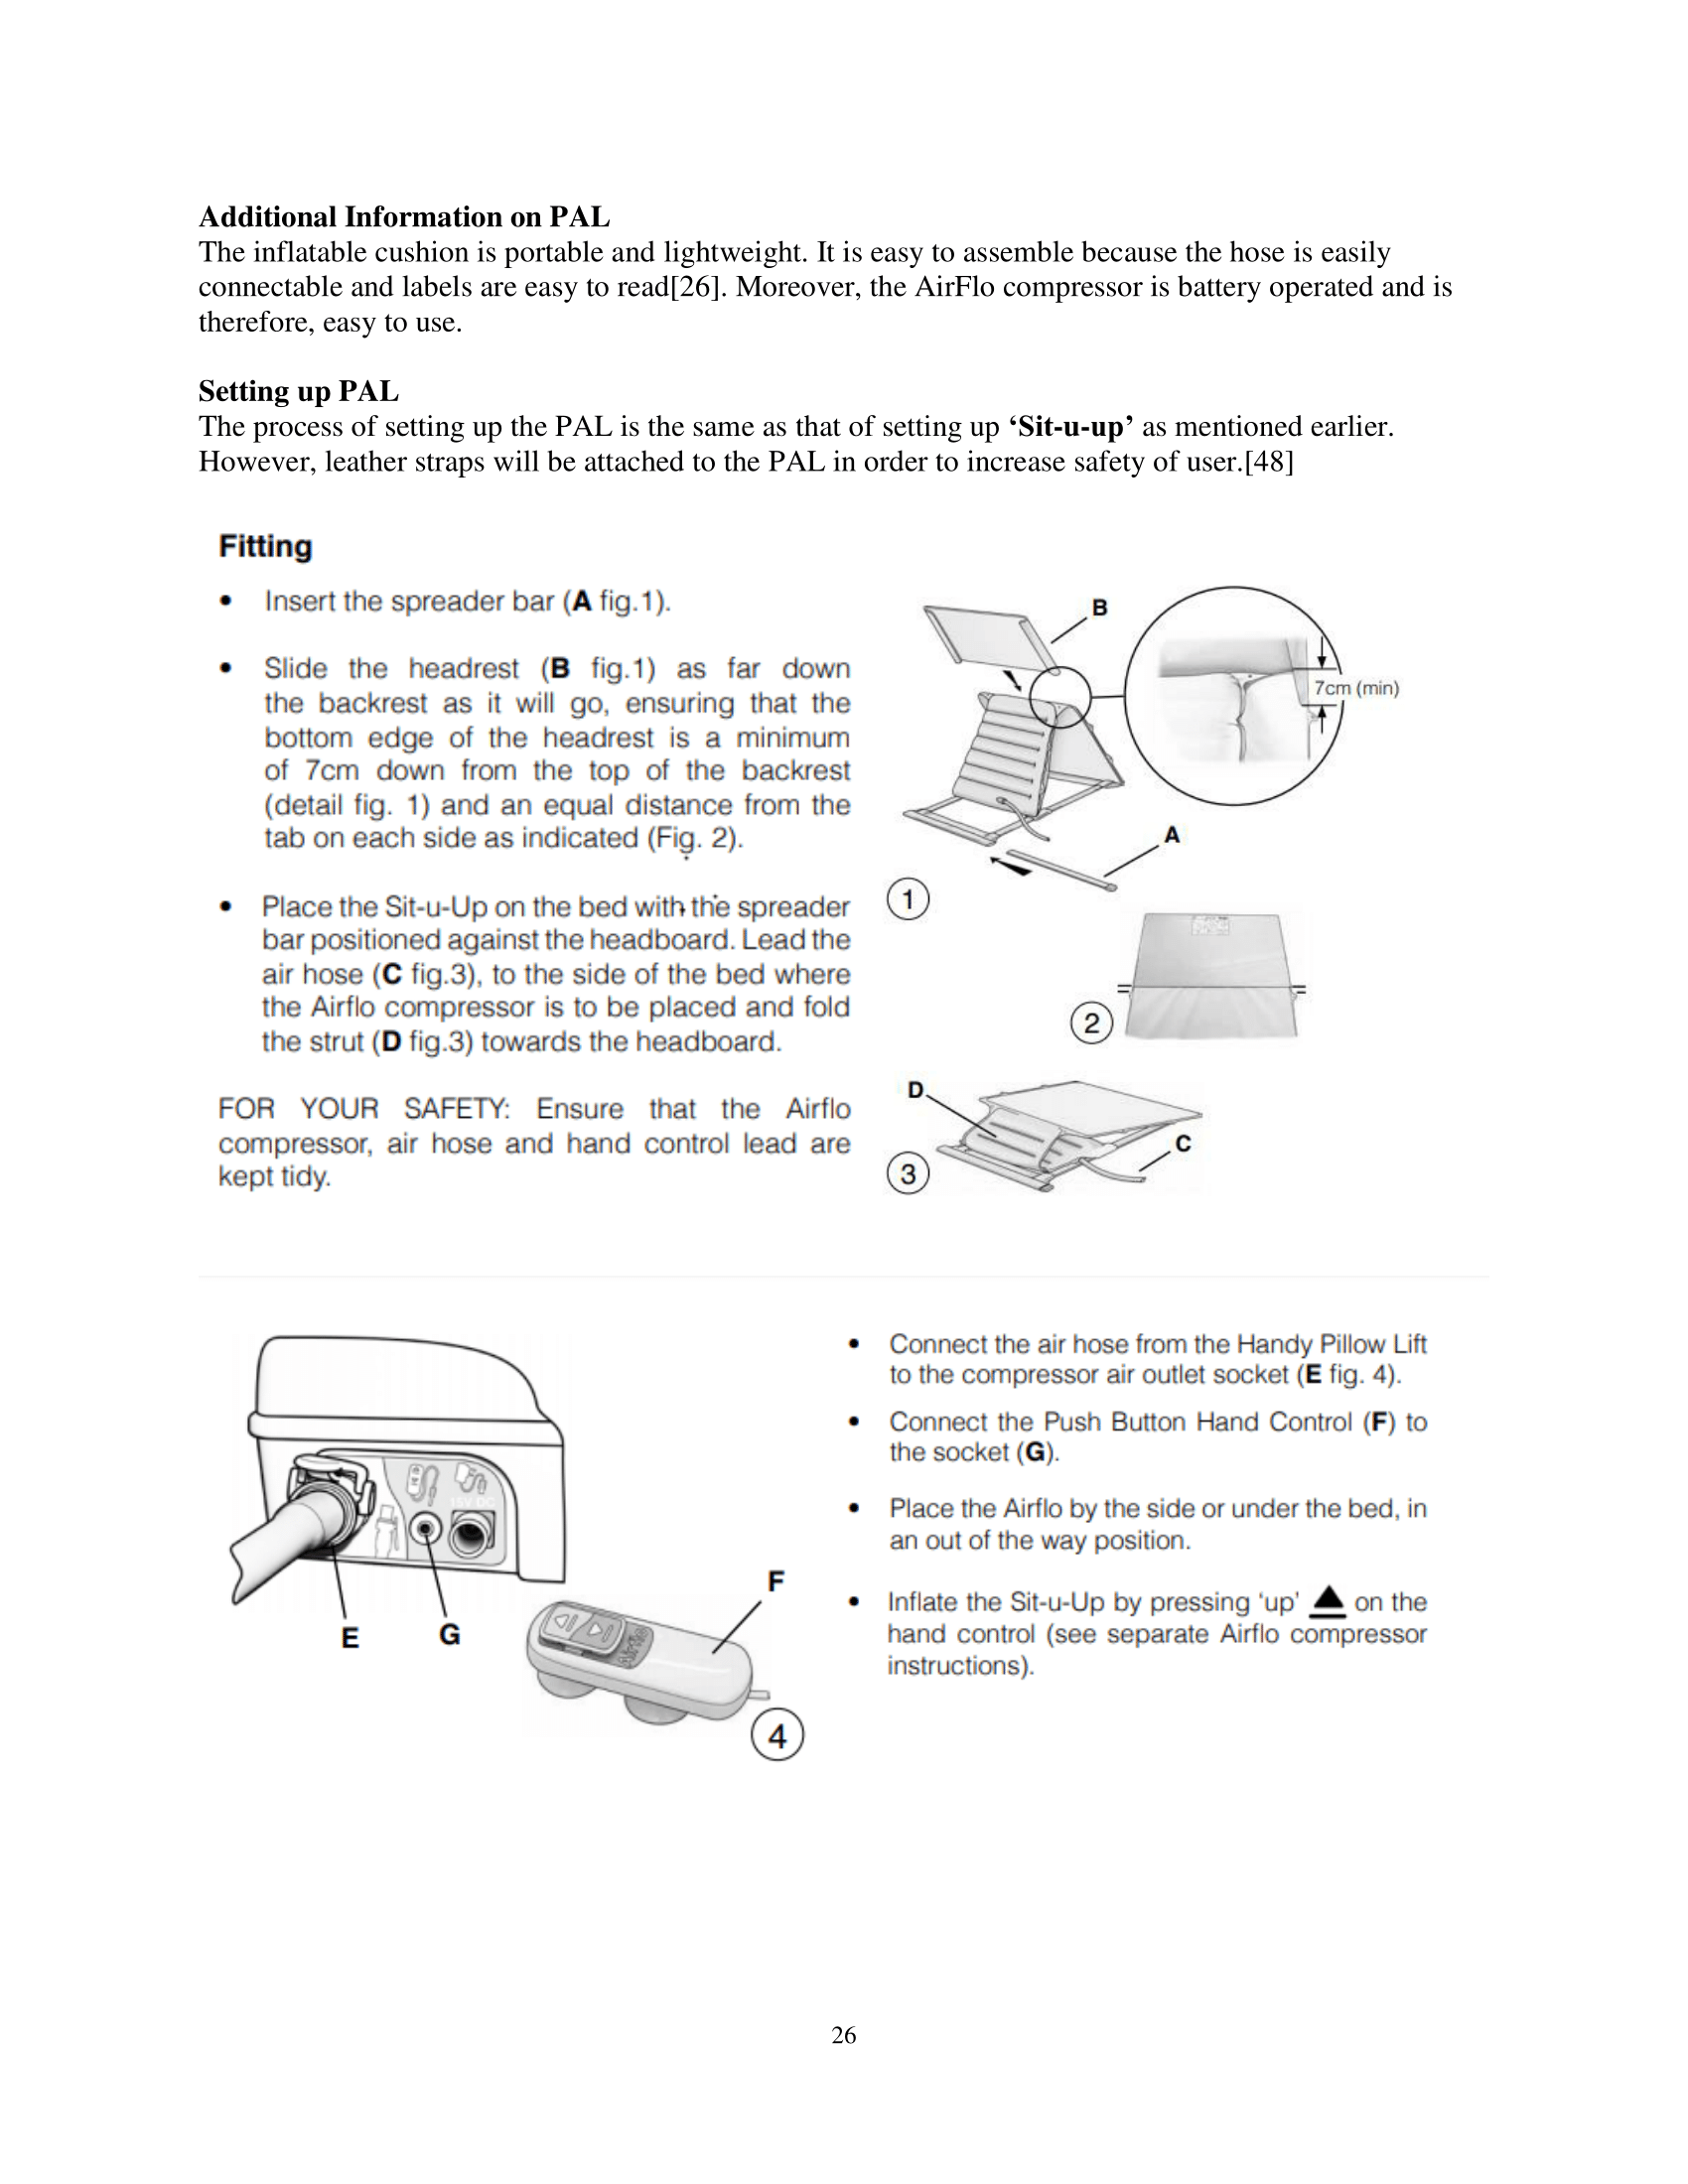 Additional Information on PAL
The inflatable cushion is portable and lightweight. It is easy to assemble because the hose is easily
connectable and labels are easy to read[26]. Moreover, the AirFlo compressor is battery operated and is
therefore, easy to use.
Setting up PAL
The process of setting up the PAL is the same as that of setting up ‘Sit-u-up’ as mentioned earlier.
However, leather straps will be attached to the PAL in order to increase safety of user.[48]
Fitting
• Insert the spreader bar (A fig.1).
• Slide the headrest (B fig.1) as far down
the backrest as it will go, ensuring that the
bottom edge of the headrest is a minimum
of 7cm down from the top of the backrest
(detail fig. 1) and an equal distance from the
tab on each side as indicated (Fig. 2).
• Place the Sit-u-Up on the bed with the spreader
bar positioned against the headboard. Lead the
air hose (C fig.3), to the side of the bed where
the Airflo compressor is to be placed and fold
the strut (D fig.3) towards the headboard.
FOR YOUR SAFETY: Ensure that the Airflo
compressor, air hose and hand control lead are
kept tidy.
B
7cm (min)
A
1
2
D
C
3
15V DC
E
G
F
Airflo
4
• Connect the air hose from the Handy Pillow Lift
to the compressor air outlet socket (E fig. 4).
• Connect the Push Button Hand Control (F) to
the socket (G).
• Place the Airflo by the side or under the bed, in
an out of the way position.
• Inflate the Sit-u-Up by pressing ‘up’ on the
hand control (see separate Airflo compressor
instructions).
26